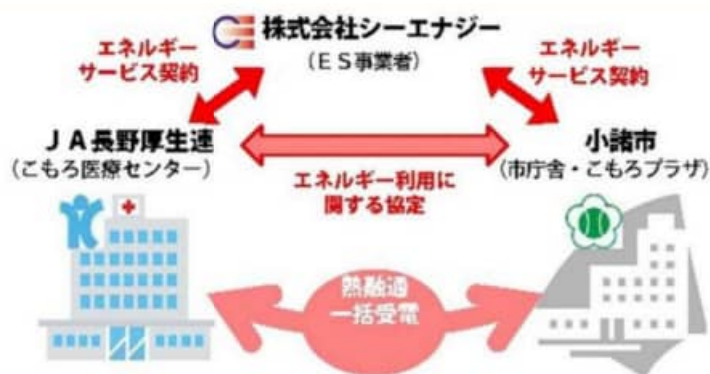 株式会社シーエナジー
(ES事業者)
エネルギー
サービス契約
エネルギー
サービス契約
JA長野厚生連
(こもろ医療センター)
小諸市
(市庁舎・こもろプラザ)
エネルギー利用に
関する協定
熱融通
一括受電